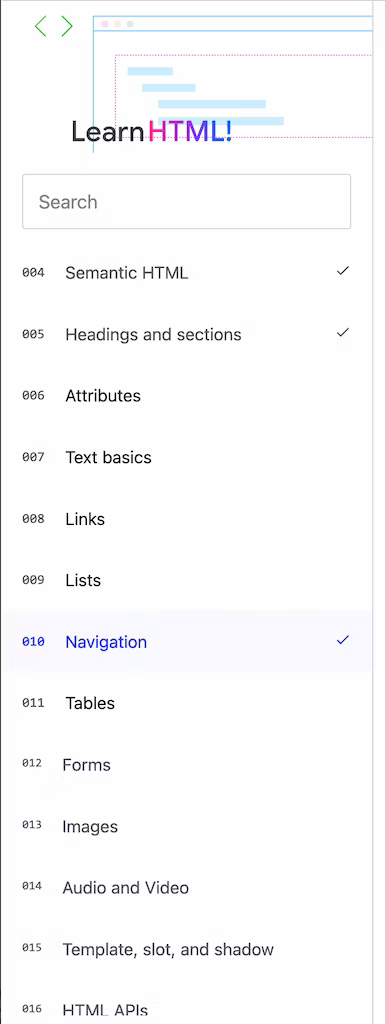 Learn HTML!
Search
004 Semantic HTML
005 Headings and sections
006 Attributes
007 Text basics
008 Links
009 Lists
010 Navigation
011 Tables
012 Forms
013 Images
014 Audio and Video
015 Template, slot, and shadow
016 HTML APIs